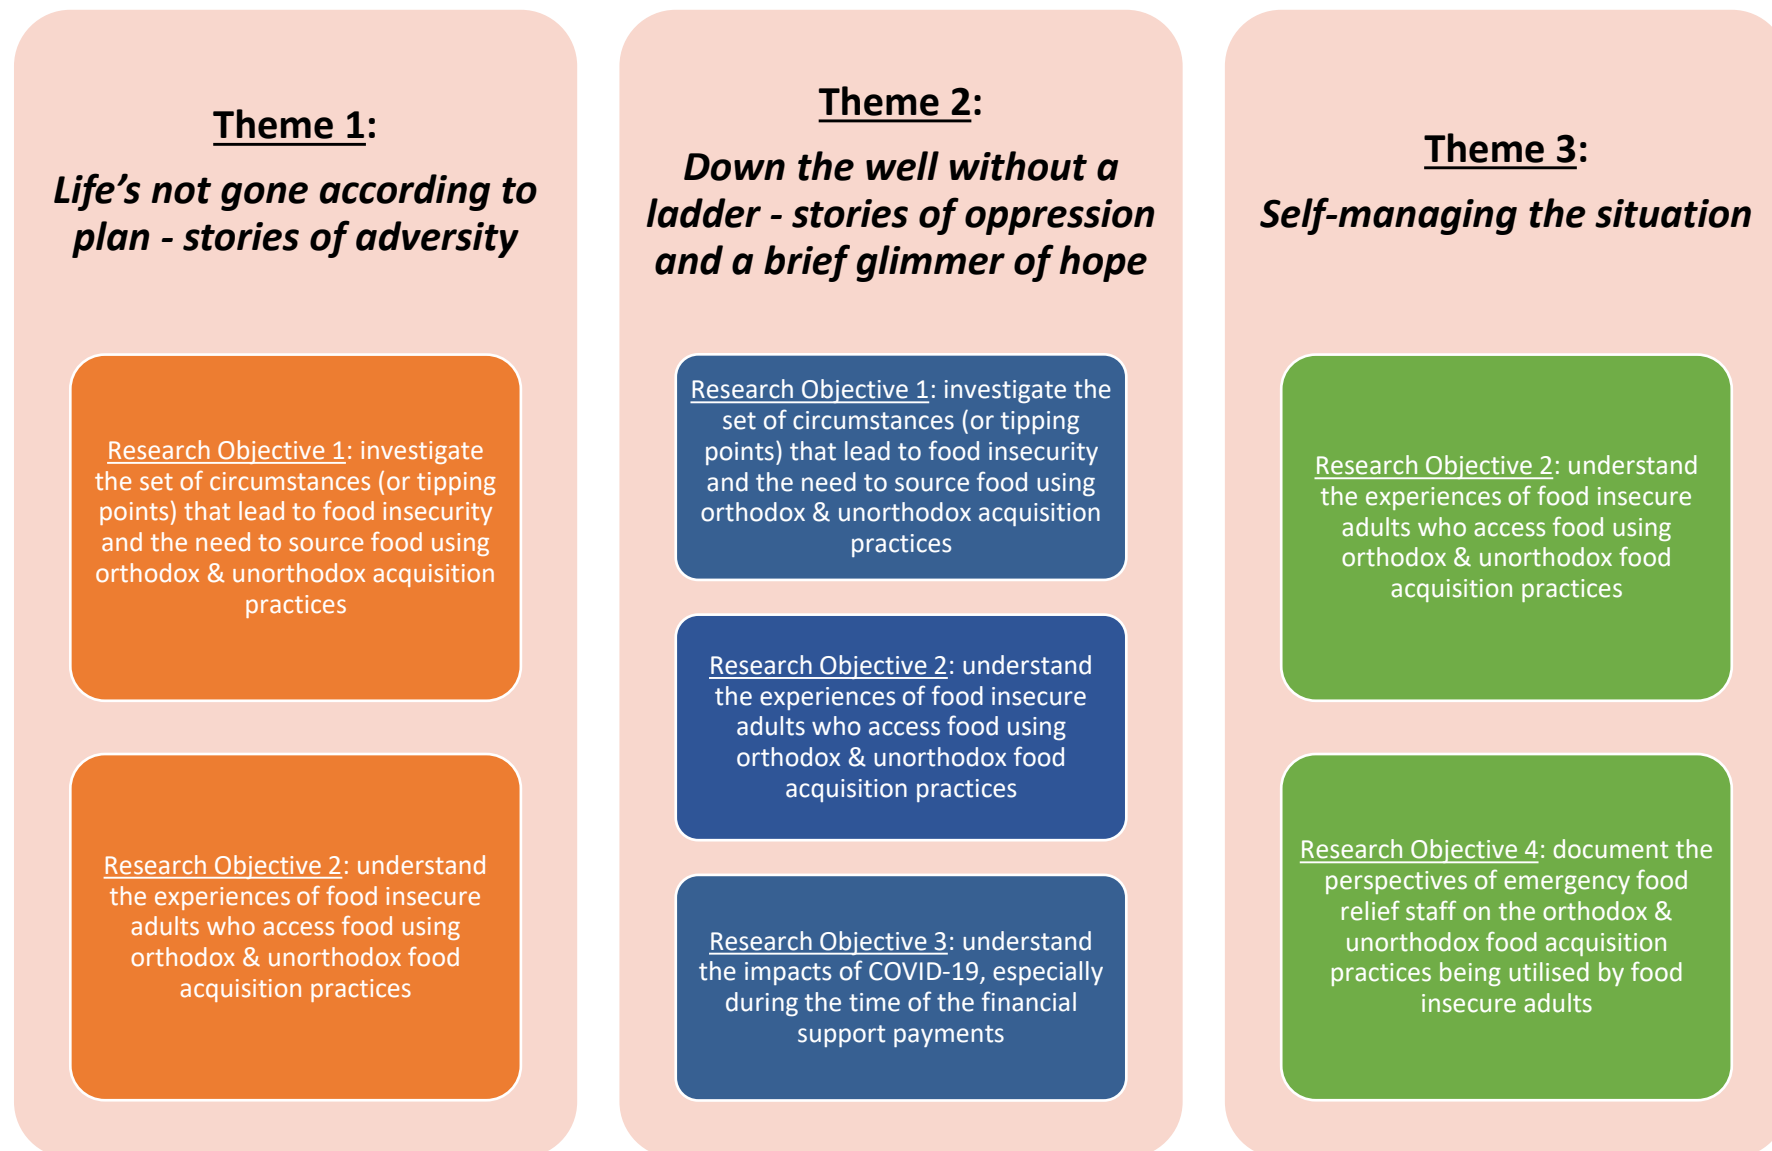 Theme 1:
Life’s not gone according to
plan - stories of adversity
Research Objective 1: investigate
the set of circumstances (or tipping
points) that lead to food insecurity
and the need to source food using
orthodox & unorthodox acquisition
practices
Research Objective 2: understand
the experiences of food insecure
adults who access food using
orthodox & unorthodox food
acquisition practices
Theme 2:
Down the well without a
ladder - stories of oppression
and a brief glimmer of hope
Research Objective 1: investigate the
set of circumstances (or tipping
points) that lead to food insecurity
and the need to source food using
orthodox & unorthodox acquisition
practices
Research Objective 2: understand
the experiences of food insecure
adults who access food using
orthodox & unorthodox food
acquisition practices
Research Objective 3: understand
the impacts of COVID-19, especially
during the time of the financial
support payments
Theme 3:
Self-managing the situation
Research Objective 2: understand
the experiences of food insecure
adults who access food using
orthodox & unorthodox food
acquisition practices
Research Objective 4: document the
perspectives of emergency food
relief staff on the orthodox &
unorthodox food acquisition
practices being utilised by food
insecure adults